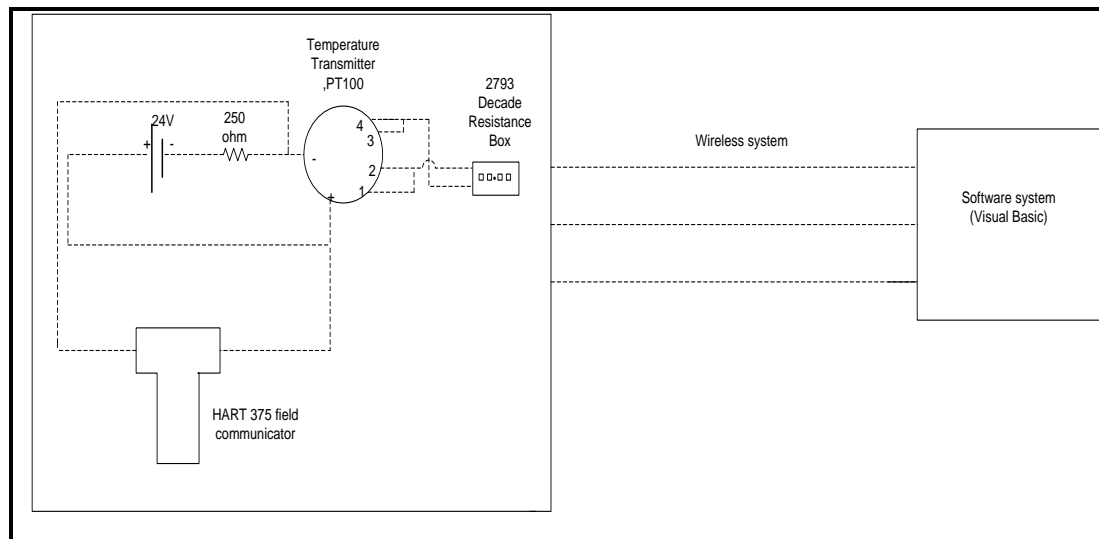 Temperature
Transmitter
,PT100
2793
Decade
Resistance
Box
24V
250
ohm
+
-
-
+
4
3
2
1
Wireless system
Software system
(Visual Basic)
HART 375 field
communicator